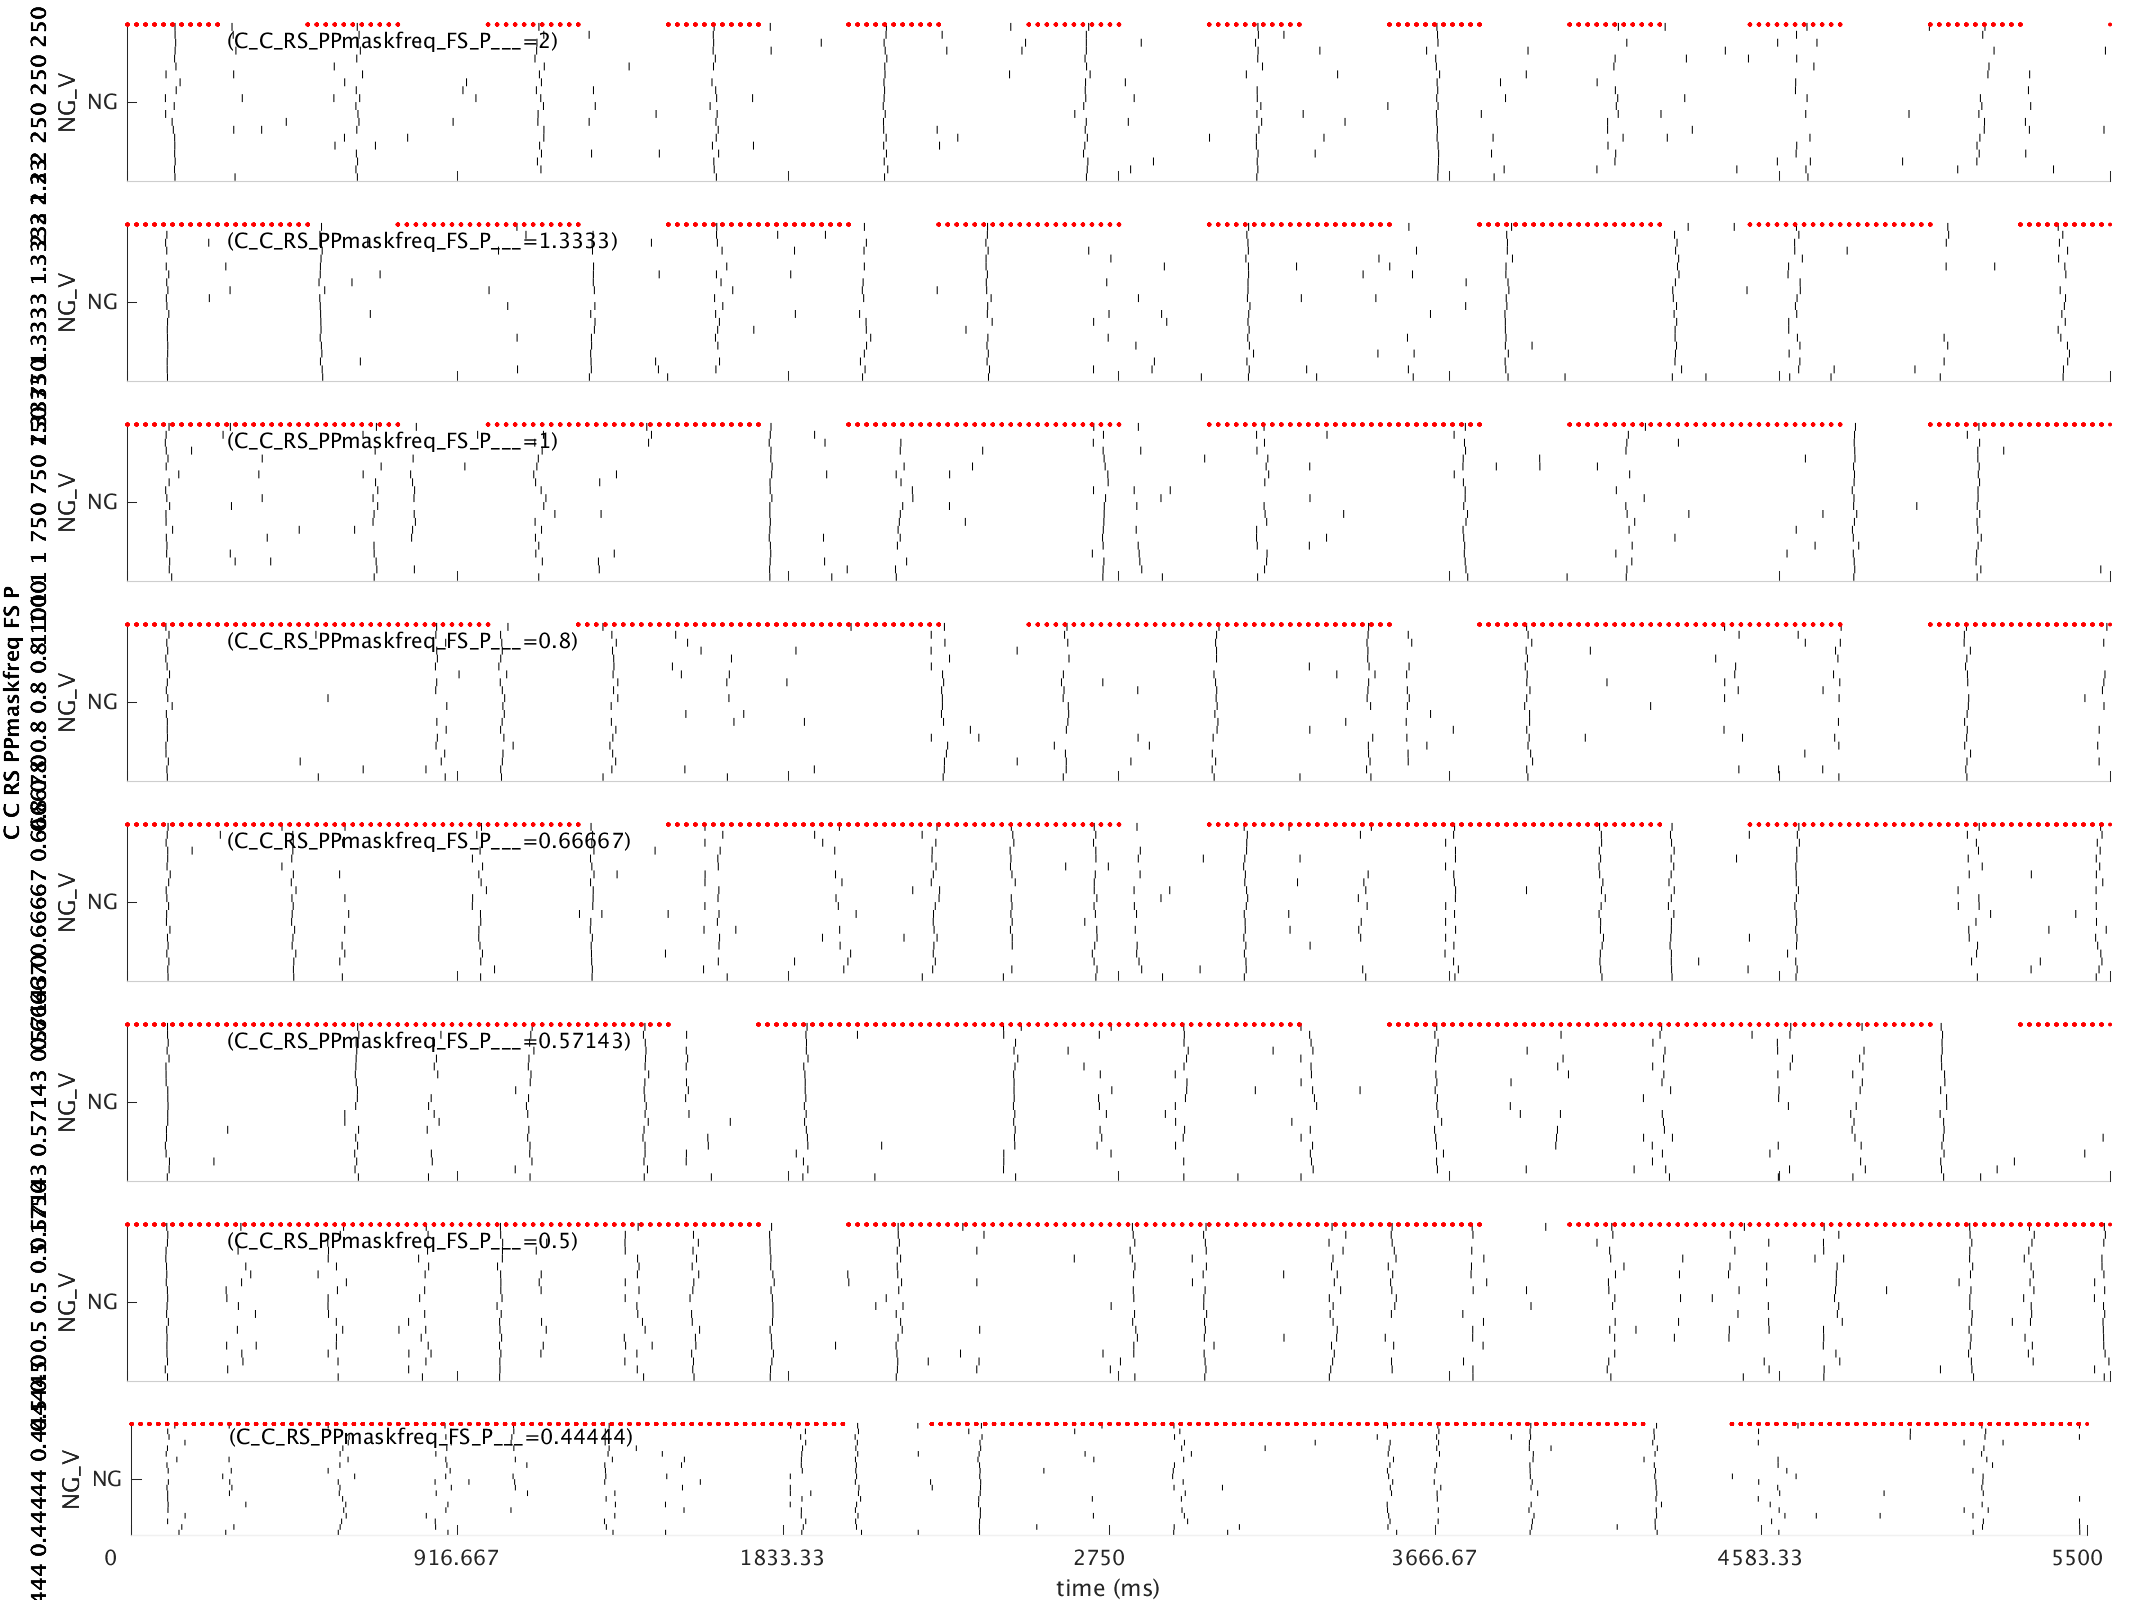 (C_C_RS_PPmaskfreq_FS_P___=2)
NG_V
NG
(C_C_RS_PPmaskfreq_FS_P___=1.3333)
NG_V
NG
(C_C_RS_PPmaskfreq_FS_P___=1)
NG_V
NG
C C RS PPmaskfreq FS P
(C_C_RS_PPmaskfreq_FS_P___=0.8)
NG_V
NG
(C_C_RS_PPmaskfreq_FS_P___=0.66667)
NG_V
NG
(C_C_RS_PPmaskfreq_FS_P___=0.57143)
NG_V
NG
(C_C_RS_PPmaskfreq_FS_P___=0.5)
NG_V
NG
(C_C_RS_PPmaskfreq_FS_P___=0.44444)
NG_V
NG
0 916.667 1833.33 2750 3666.67 4583.33 5500
time (ms)